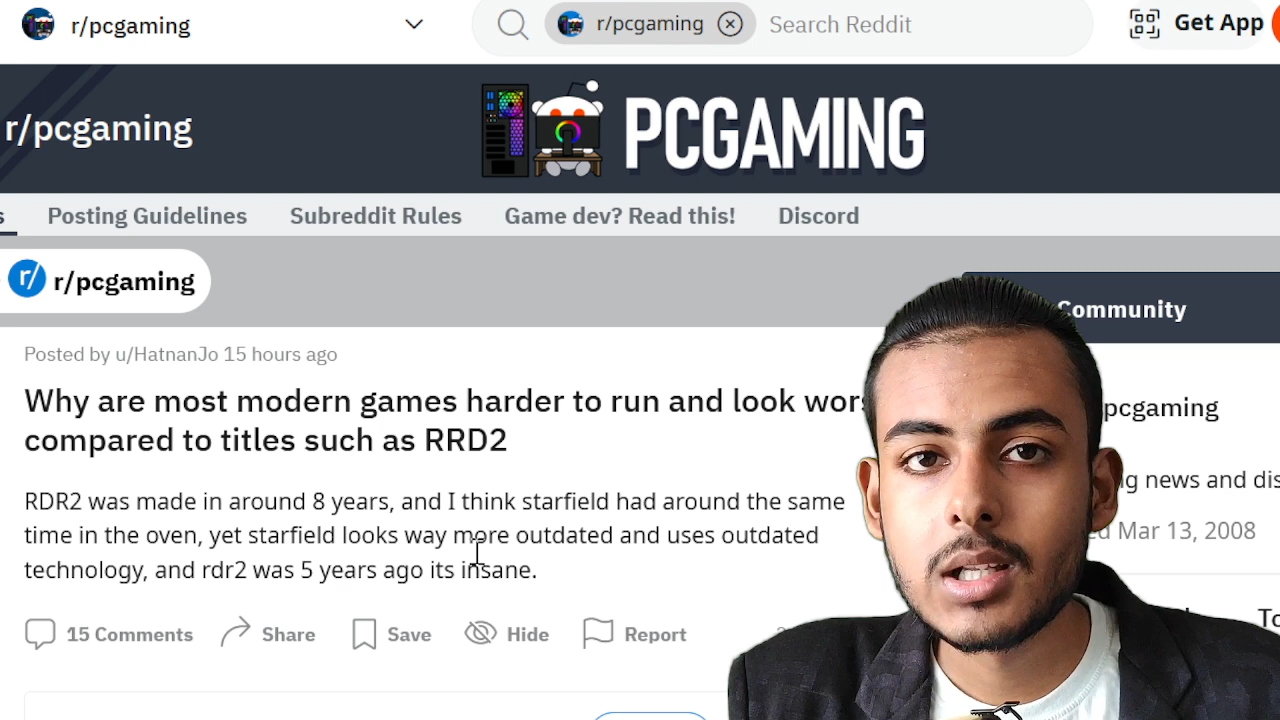 r/pcgaming
r/pcgaming
Search Reddit
Get App
r/pcgaming
PCGAMING
Posting Guidelines
Subreddit Rules
Game dev? Read this!
Discord
r/
r/pcgaming
Community
Posted by u/HatnanJo 15 hours ago
Why are most modern games harder to run and look wors
compared to titles such as RRD2
pcgaming
RDR2 was made in around 8 years, and I think starfield had around the same
time in the oven, yet starfield looks way more outdated and uses outdated
technology, and rdr2 was 5 years ago its insane.
g news and dis
Mar 13, 2008
15 Comments
Share
Save
Hide
Report